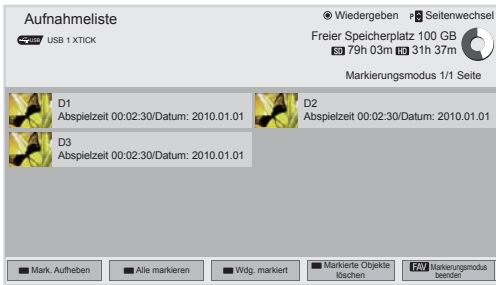 Aufnahmeliste
Wiedergeben P Seitenwechsel
USB USB 1 XTICK
Freier Speicherplatz 100 GB
SD 79h 03m HD 31h 37m
Markierungsmodus 1/1 Seite
D1
Abspielzeit 00:02:30/Datum: 2010.01.01
D2
Abspielzeit 00:02:30/Datum: 2010.01.01
D3
Abspielzeit 00:02:30/Datum: 2010.01.01
Mark. Aufheben
Alle markieren
Wdg. markiert
Markierte Objekte
löschen
FAV Markierungsmodus
beenden